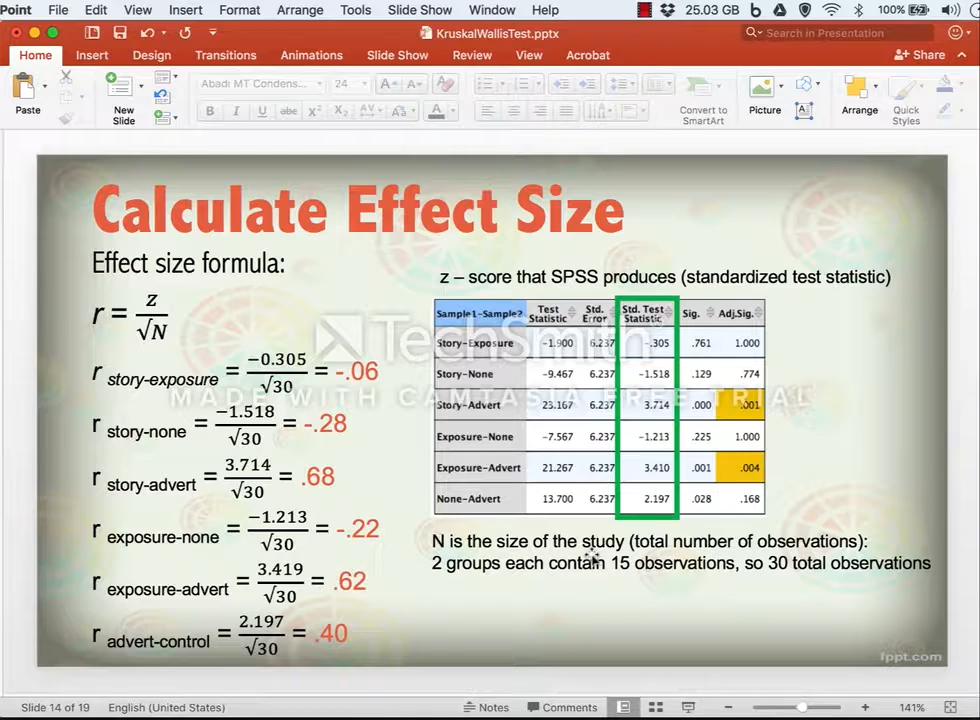 Point File Edit View Insert Format Arrange Tools Slide Show Window Help 25.03 GB 100%
KruskalWallisTest.pptx Search in Presentation
Home Insert Design Transitions Animations Slide Show Review View Acrobat Share
Paste New Slide Abadi MT Condens... 24 Convert to SmartArt Picture Arrange Quick Styles
B I U abc X² X₂ AV Aa A
Calculate Effect Size
Effect size formula:
r = z / √N
r story-exposure = −0.305 / √30 = -.06
r story-none = −1.518 / √30 = -.28
r story-advert = 3.714 / √30 = .68
r exposure-none = −1.213 / √30 = -.22
r exposure-advert = 3.419 / √30 = .62
r advert-control = 2.197 / √30 = .40
z – score that SPSS produces (standardized test statistic)
Sample1-Sample2 Test Statistic Std. Error Std. Test Statistic Sig. Adj.Sig.
Story-Exposure -1.900 6.237 -.305 .761 1.000
Story-None -9.467 6.237 -1.518 .129 .774
Story-Advert 23.167 6.237 3.714 .000 .001
Exposure-None -7.567 6.237 -1.213 .225 1.000
Exposure-Advert 21.267 6.237 3.410 .001 .004
None-Advert 13.700 6.237 2.197 .028 .168
TechSmith
MADE WITH CAMTASIA FREE TRIAL
N is the size of the study (total number of observations):
2 groups each contain 15 observations, so 30 total observations
fppt.com
Slide 14 of 19 English (United States) Notes Comments 141%